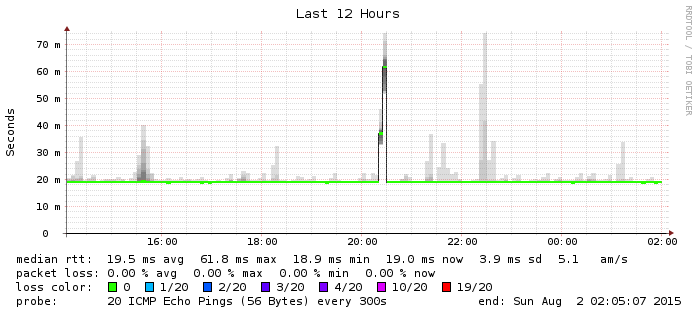 Last 12 Hours
RRDTOOL / TOBI OETIKER
Seconds
70 m
60 m
50 m
40 m
30 m
20 m
10 m
0
16:00 18:00 20:00 22:00 00:00 02:00
median rtt: 19.5 ms avg 61.8 ms max 18.9 ms min 19.0 ms now 3.9 ms sd 5.1 am/s
packet loss: 0.00 % avg 0.00 % max 0.00 % min 0.00 % now
loss color: 0 1/20 2/20 3/20 4/20 10/20 19/20
probe: 20 ICMP Echo Pings (56 Bytes) every 300s end: Sun Aug 2 02:05:07 2015